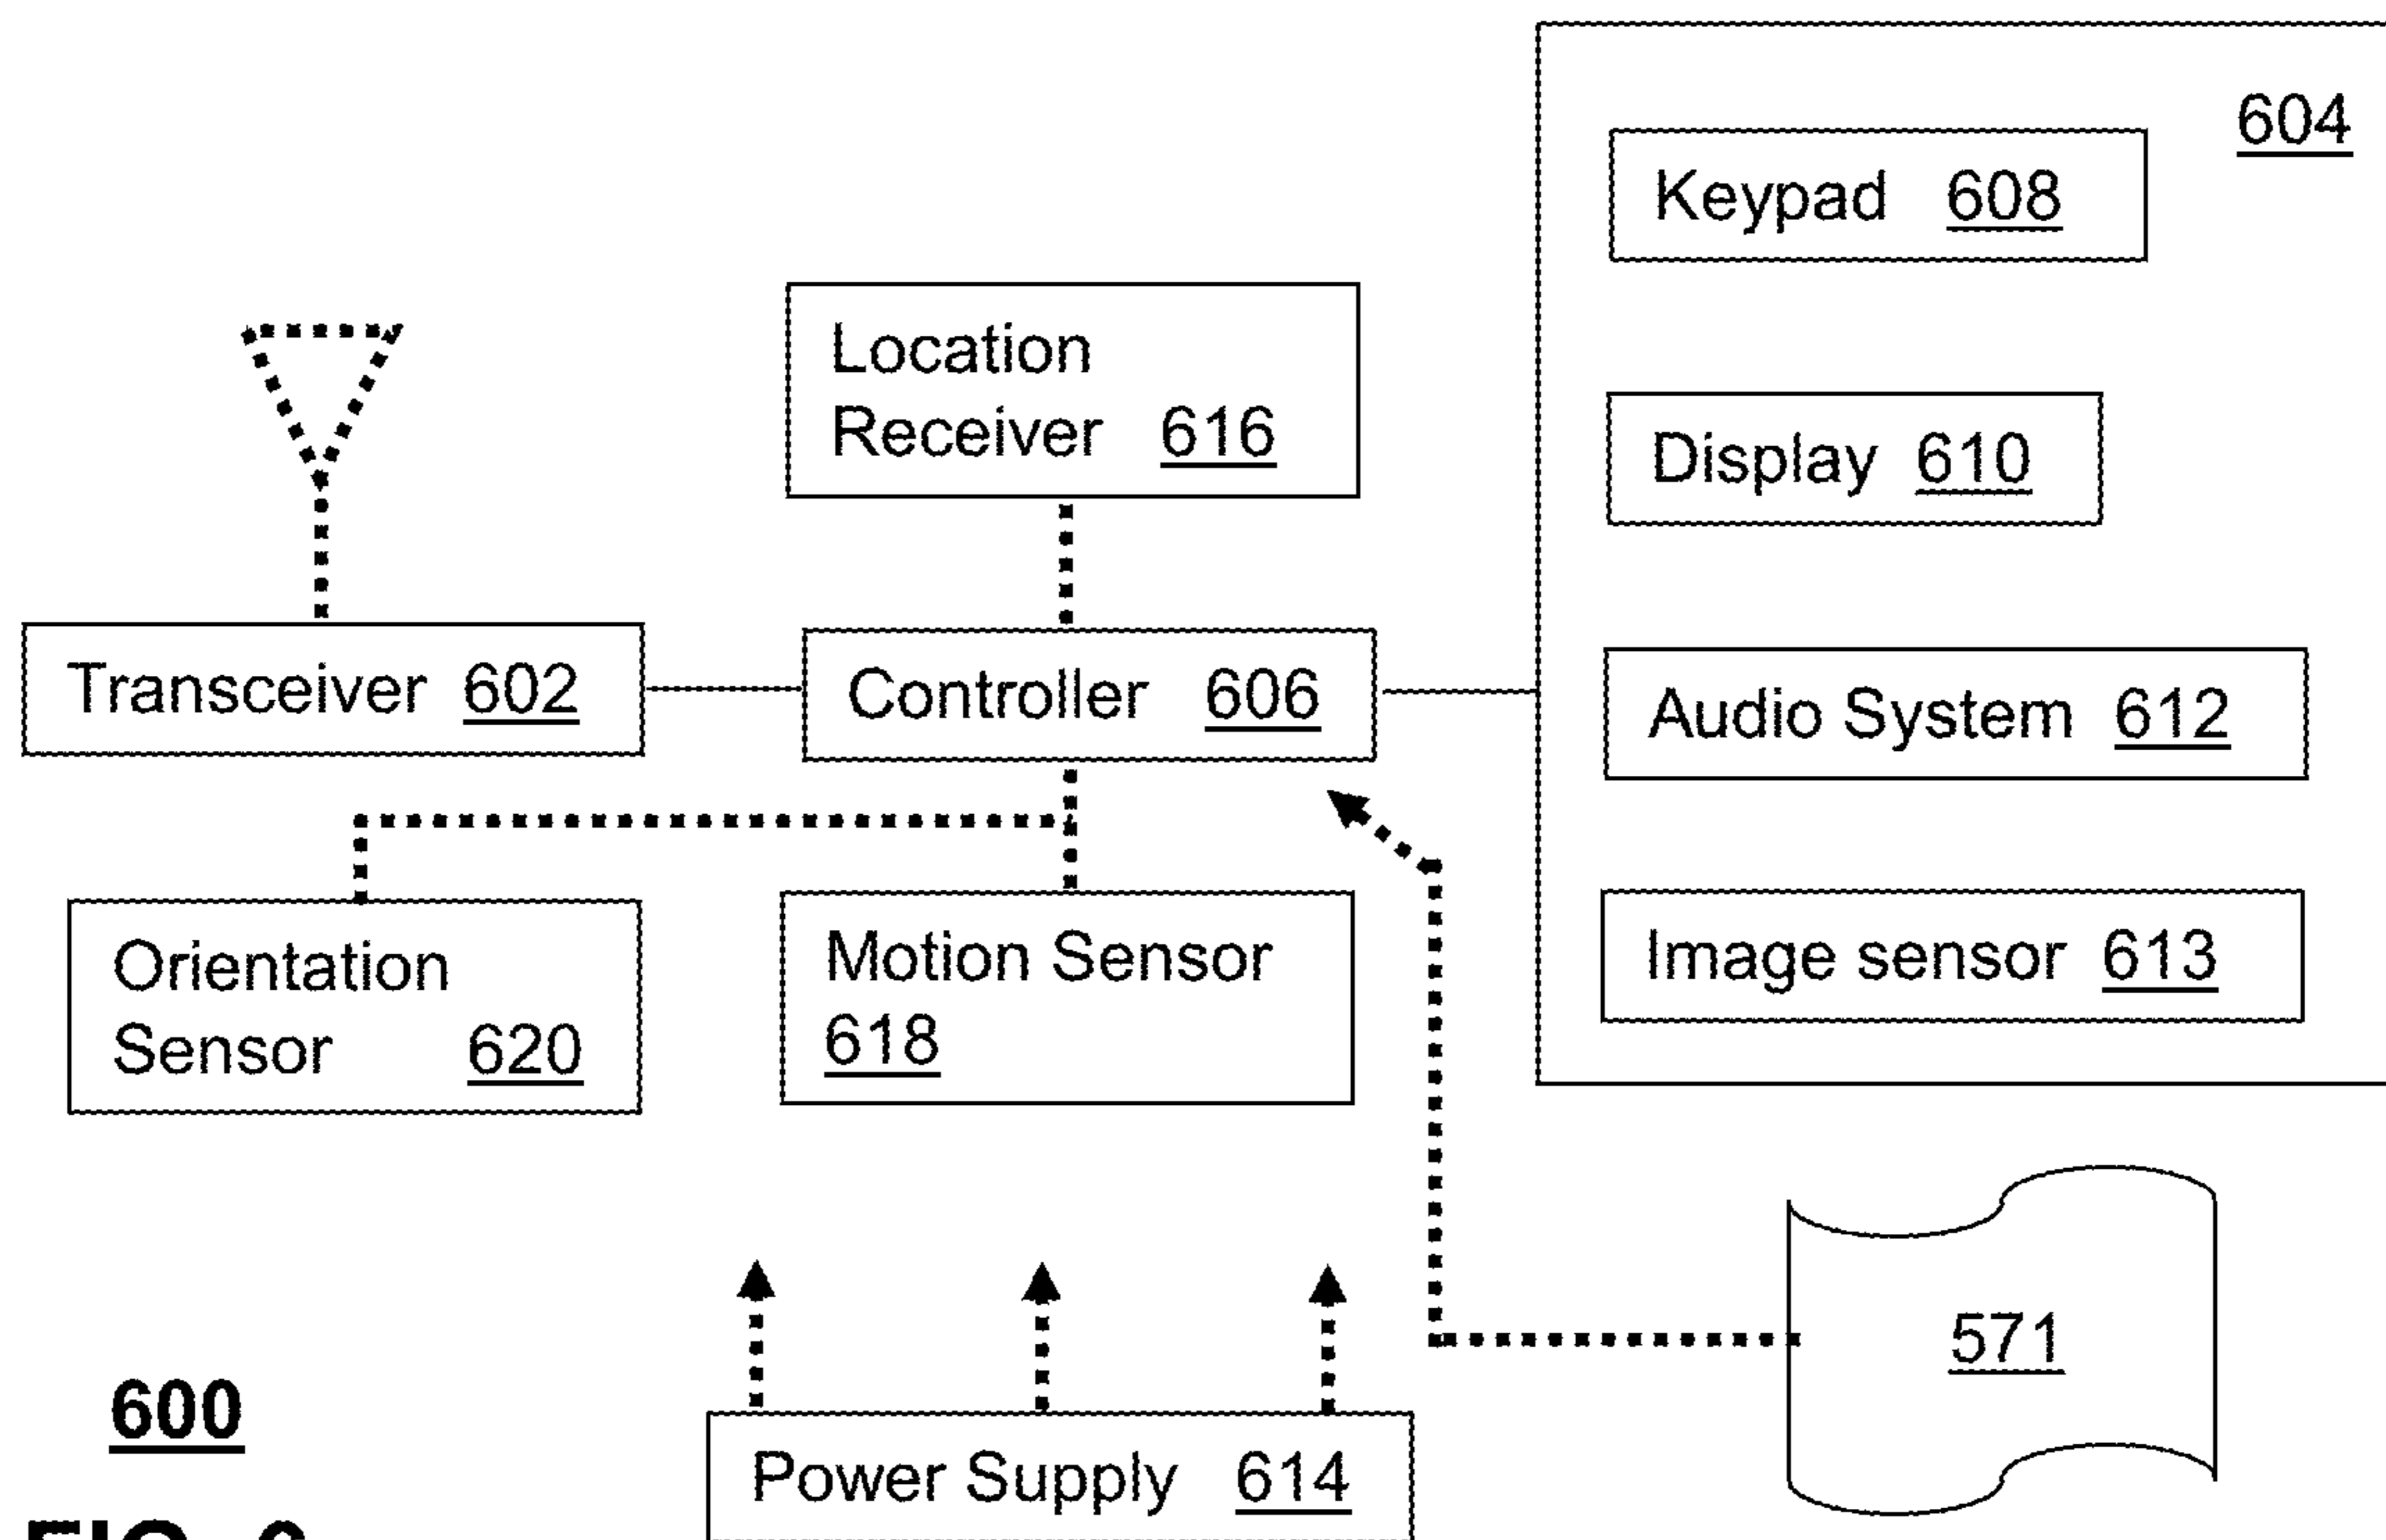 604
Keypad 608
Location
Receiver 616
Display 610
Transceiver 602
Controller 606
Audio System 612
Orientation
Sensor 620
Motion Sensor
618
Image sensor 613
571
600
Power Supply 614